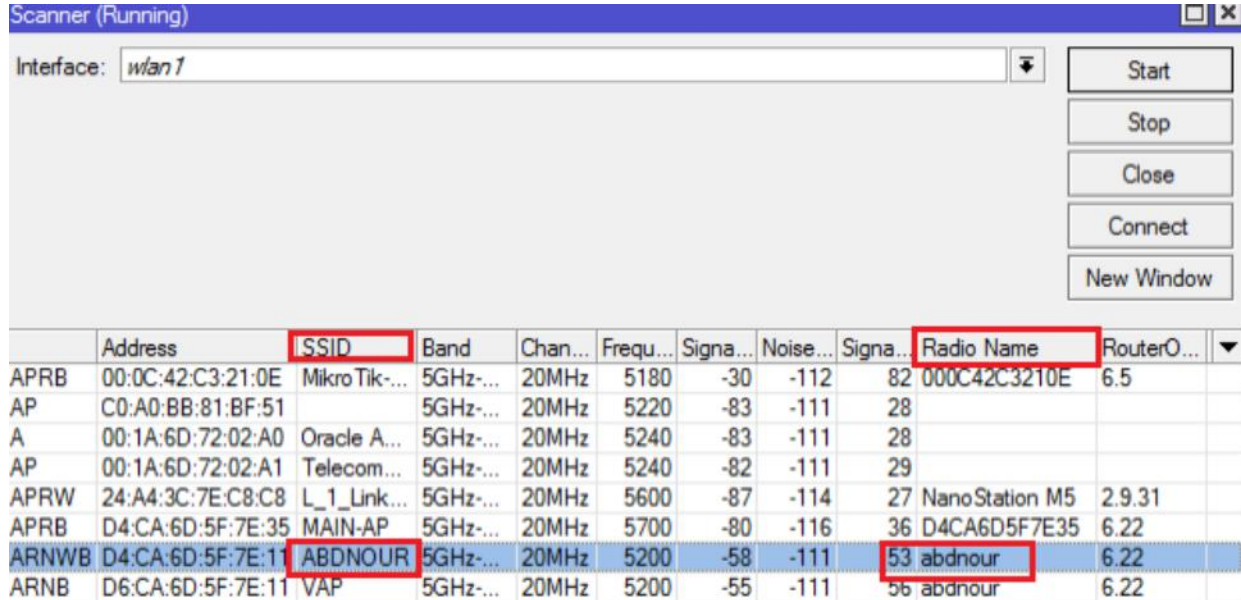 Scanner (Running)
Interface: wlan1
Start
Stop
Close
Connect
New Window
Address SSID Band Chan... Frequ... Signa... Noise... Signa... Radio Name RouterO...
APRB 00:0C:42:C3:21:0E MikroTik-... 5GHz-... 20MHz 5180 -30 -112 82 000C42C3210E 6.5
AP C0:A0:BB:81:BF:51 5GHz-... 20MHz 5220 -83 -111 28
A 00:1A:6D:72:02:A0 Oracle A... 5GHz-... 20MHz 5240 -83 -111 28
AP 00:1A:6D:72:02:A1 Telecom... 5GHz-... 20MHz 5240 -82 -111 29
APRW 24:A4:3C:7E:C8:C8 L_1_Link... 5GHz-... 20MHz 5600 -87 -114 27 NanoStation M5 2.9.31
APRB D4:CA:6D:5F:7E:35 MAIN-AP 5GHz-... 20MHz 5700 -80 -116 36 D4CA6D5F7E35 6.22
ARNWB D4:CA:6D:5F:7E:11 ABDNOUR 5GHz-... 20MHz 5200 -58 -111 53 abdnour 6.22
ARNB D6:CA:6D:5F:7E:11 VAP 5GHz-... 20MHz 5200 -55 -111 56 abdnour 6.22